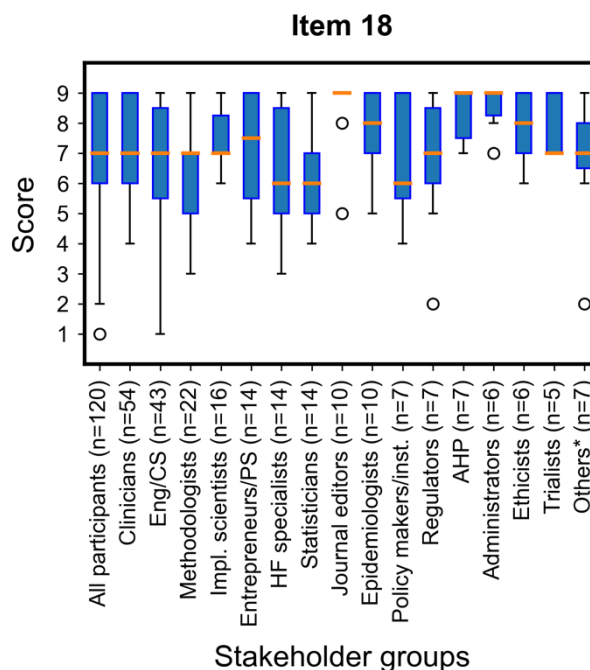 Item 18
Score
9
8
7
6
5
4
3
2
1
All participants (n=120)
Clinicians (n=54)
Eng/CS (n=43)
Methodologists (n=22)
Impl. scientists (n=16)
Entrepreneurs/PS (n=14)
HF specialists (n=14)
Statisticians (n=14)
Journal editors (n=10)
Epidemiologists (n=10)
Policy makers/inst. (n=7)
Regulators (n=7)
AHP (n=7)
Administrators (n=6)
Ethicists (n=6)
Trialists (n=5)
Others* (n=7)
Stakeholder groups